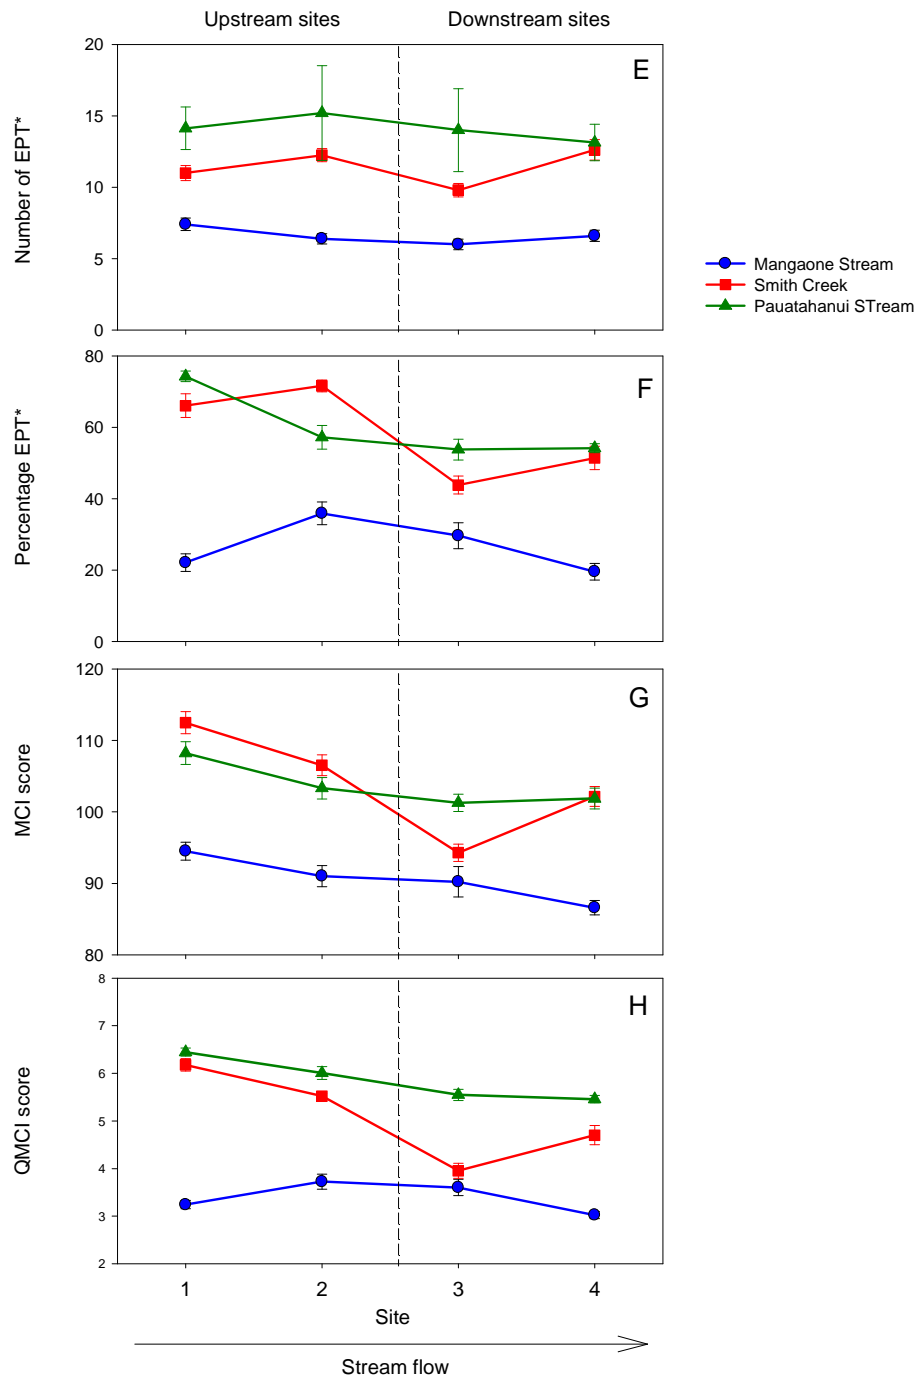 Upstream sites
Downstream sites
20
15
10
5
0
Number of EPT*
E
Mangaone Stream
Smith Creek
Pauatahanui STream
80
60
40
20
0
Percentage EPT*
F
120
110
100
90
80
MCI score
G
8
7
6
5
4
3
2
QMCI score
H
1 2 3 4
Site
Stream flow